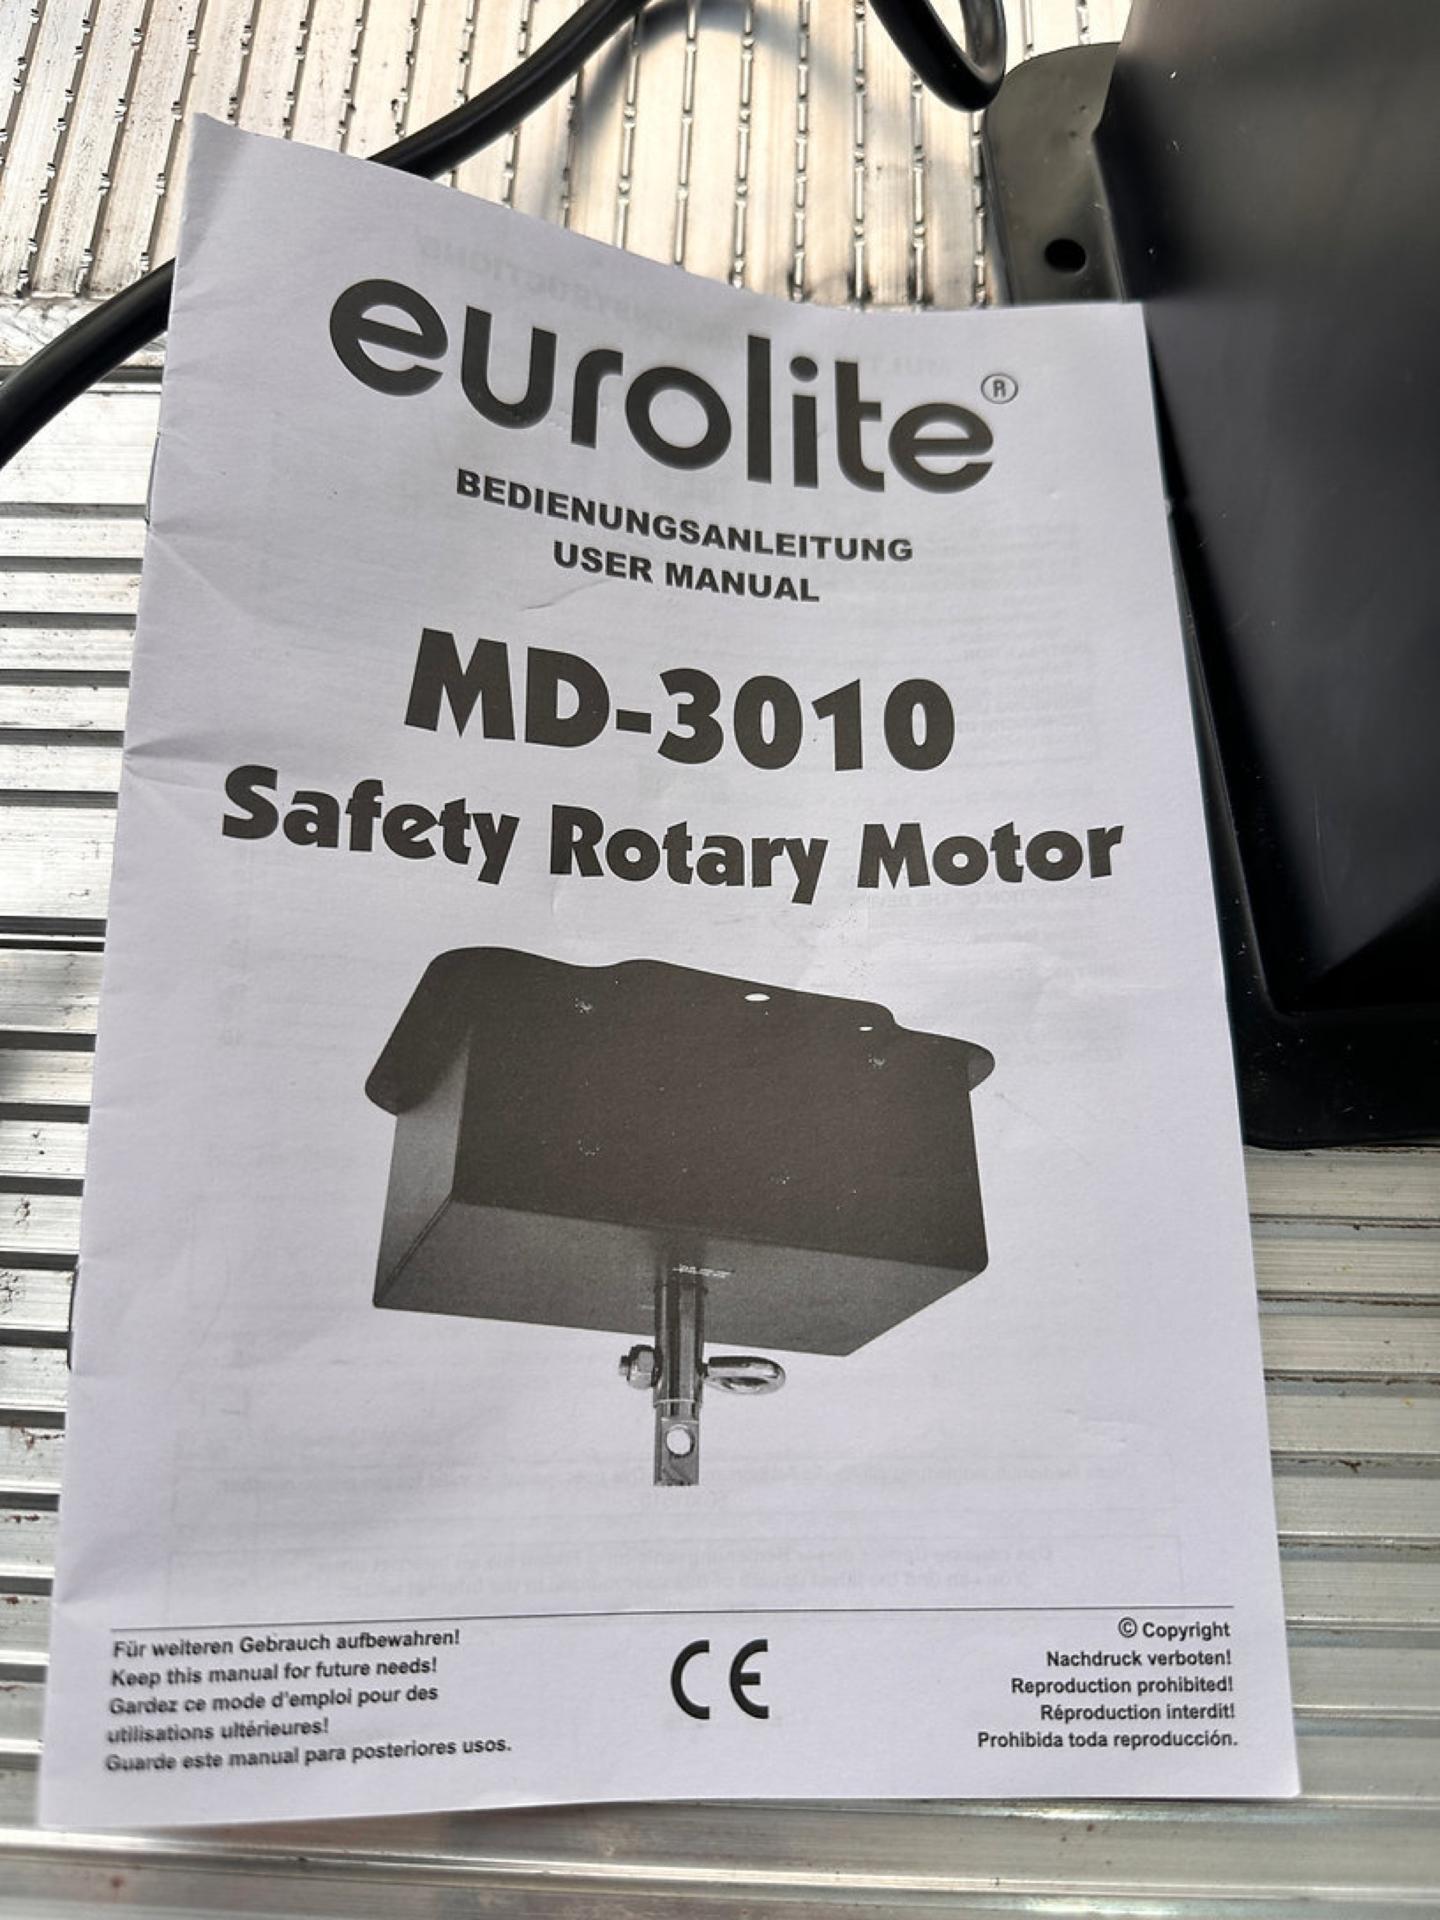 eurolite®
BEDIENUNGSANLEITUNG
USER MANUAL
MD-3010
Safety Rotary Motor
Für weiteren Gebrauch aufbewahren!
Keep this manual for future needs!
Gardez ce mode d'emploi pour des
utilisations ultérieures!
Guarde este manual para posteriores usos.
CE
© Copyright
Nachdruck verboten!
Reproduction prohibited!
Réproduction interdit!
Prohibida toda reproducción.